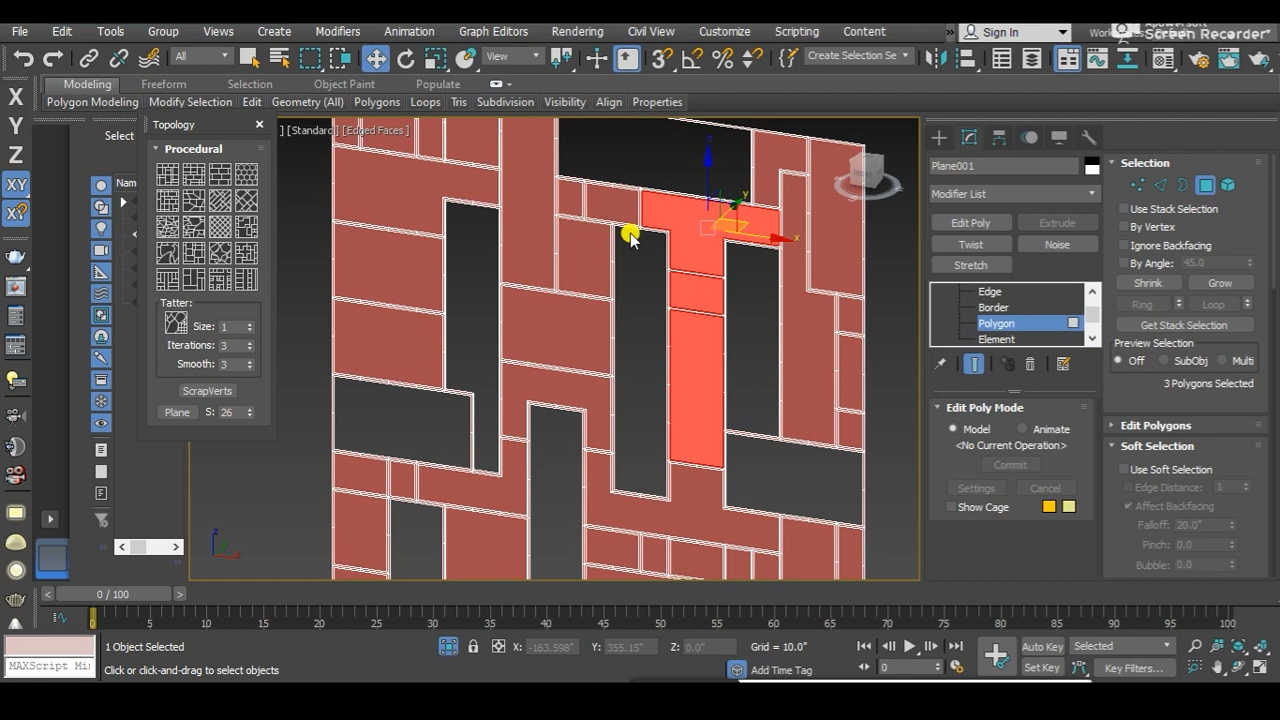 File Edit Tools Group Views Create Modifiers Animation Graph Editors Rendering Civil View Customize Scripting Content » Sign In
Screen Recorder
All View Create Selection Se
Modeling Freeform Selection Object Paint Populate
Polygon Modeling Modify Selection Edit Geometry (All) Polygons Loops Tris Subdivision Visibility Align Properties
X
Y
Z
XY
Select
Nam
Topology
Procedural
Tatter:
Size: 1
Iterations: 3
Smooth: 3
ScrapVerts
Plane S: 26
] [Standard] [Edged Faces ]
FRONT
z
y
x
z
Plane001
Modifier List
Edit Poly Extrude
Twist Noise
Stretch
Edge
Border
Polygon
Element
Edit Poly Mode
Model Animate
<No Current Operation>
Commit
Settings Cancel
Show Cage
Selection
Use Stack Selection
By Vertex
Ignore Backfacing
By Angle: 45.0
Shrink Grow
Ring Loop
Get Stack Selection
Preview Selection
Off SubObj Multi
3 Polygons Selected
Edit Polygons
Soft Selection
Use Soft Selection
Edge Distance: 1
Affect Backfacing
Falloff: 20.0"
Pinch: 0.0
Bubble: 0.0
< 0 / 100 >
0 5 10 15 20 25 30 35 40 45 50 55 60 65 70 75 80 85 90 95 100
1 Object Selected
X: -163.598" Y: 355.15" Z: 0.0" Grid = 10.0"
Auto Key Selected
MAXScript Mi
Click or click-and-drag to select objects
Add Time Tag
0
Set Key Key Filters...